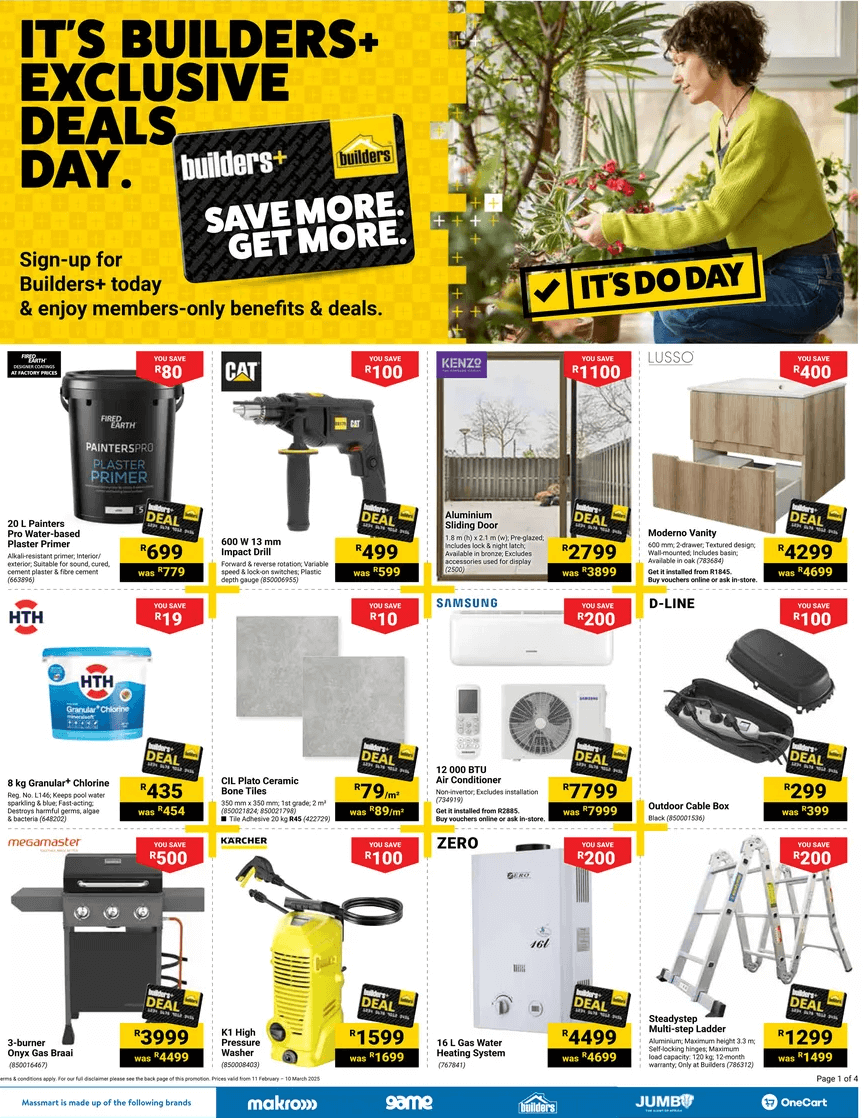 IT'S BUILDERS+
EXCLUSIVE
DEALS
DAY.
builders+
builders
SAVE MORE.
GET MORE.
Sign-up for
Builders+ today
& enjoy members-only benefits & deals.
IT'S DO DAY
FIRED EARTH
DESIGNER COATINGS
AT FACTORY PRICES
YOU SAVE
R80
FIRED EARTH
PAINTERSPRO
PLASTER
PRIMER
builders+
DEAL
20 L Painters
Pro Water-based
Plaster Primer
Alkali-resistant primer; Interior/
exterior; Suitable for sound, cured,
cement plaster & fibre cement
(663896)
R699
was R779
CAT
YOU SAVE
R100
CAT
builders+
DEAL
600 W 13 mm
Impact Drill
Forward & reverse rotation; Variable
speed & lock-on switches; Plastic
depth gauge (850006955)
R499
was R599
KENZO
YOU SAVE
R1100
builders+
DEAL
Aluminium
Sliding Door
1.8 m (h) x 2.1 m (w); Pre-glazed;
Includes lock & night latch;
Available in bronze; Excludes
accessories used for display
(2500)
R2799
was R3899
LUSSO
YOU SAVE
R400
builders+
DEAL
Moderno Vanity
600 mm; 2-drawer; Textured design;
Wall-mounted; Includes basin;
Available in oak (783684)
Get it installed from R1845.
Buy vouchers online or ask in-store.
R4299
was R4699
HTH
YOU SAVE
R19
HTH
Granular+ Chlorine
mineralsoft
builders+
DEAL
8 kg Granular+ Chlorine
Reg. No. L146; Keeps pool water
sparkling & blue; Fast-acting;
Destroys harmful germs, algae
& bacteria (648202)
R435
was R454
YOU SAVE
R10
builders+
DEAL
CIL Plato Ceramic
Bone Tiles
350 mm x 350 mm; 1st grade; 2 m²
(850021824; 850021798)
■ Tile Adhesive 20 kg R45 (422729)
R79/m²
was R89/m²
SAMSUNG
YOU SAVE
R200
SAMSUNG
builders+
DEAL
12 000 BTU
Air Conditioner
Non-invertor; Excludes installation
(734919)
Get it installed from R2885.
Buy vouchers online or ask in-store.
R7799
was R7999
D-LINE
YOU SAVE
R100
builders+
DEAL
Outdoor Cable Box
Black (850001536)
R299
was R399
megamaster
YOU SAVE
R500
builders+
DEAL
3-burner
Onyx Gas Braai
(850016467)
R3999
was R4499
KÄRCHER
YOU SAVE
R100
builders+
DEAL
K1 High
Pressure
Washer
(850008403)
R1599
was R1699
ZERO
YOU SAVE
R200
ZERO
16L
builders+
DEAL
16 L Gas Water
Heating System
(767841)
R4499
was R4699
YOU SAVE
R200
builders+
DEAL
Steadystep
Multi-step Ladder
Aluminium; Maximum height 3.3 m;
Self-locking hinges; Maximum
load capacity: 120 kg; 12-month
warranty; Only at Builders (786312)
R1299
was R1499
erms & conditions apply. For our full disclaimer please see the back page of this promotion. Prices valid from 11 February – 10 March 2025
Page 1 of 4
Massmart is made up of the following brands
makro
game
builders
JUMBO
OneCart